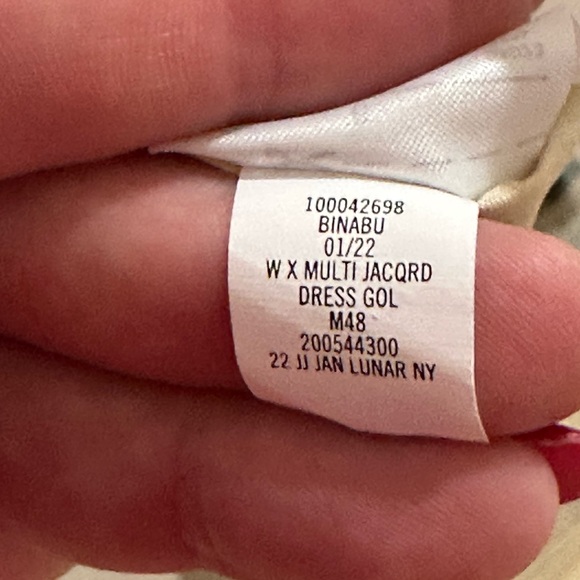 100042698
BINABU
01/22
W X MULTI JACQRD
DRESS GOL
M48
200544300
22 JJ JAN LUNAR NY